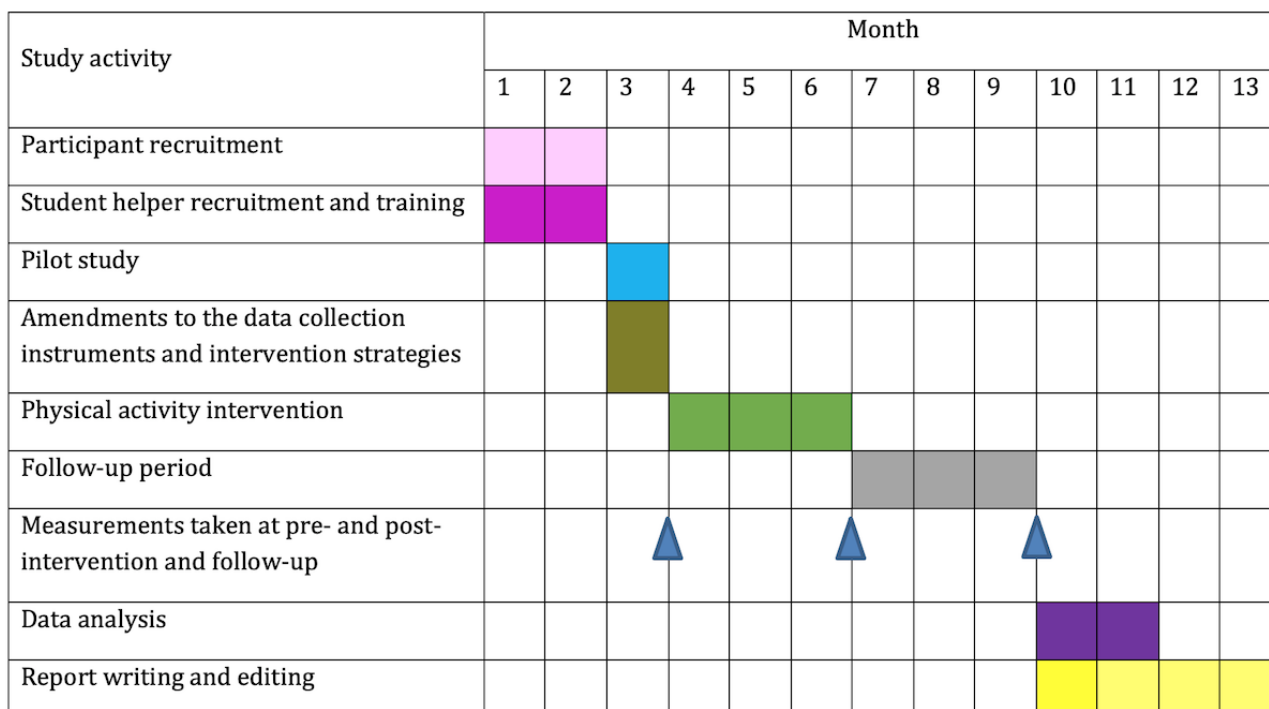 Study activity
Month
1 2 3 4 5 6 7 8 9 10 11 12 13
Participant recruitment
Student helper recruitment and training
Pilot study
Amendments to the data collection
instruments and intervention strategies
Physical activity intervention
Follow-up period
Measurements taken at pre- and post-
intervention and follow-up
Data analysis
Report writing and editing